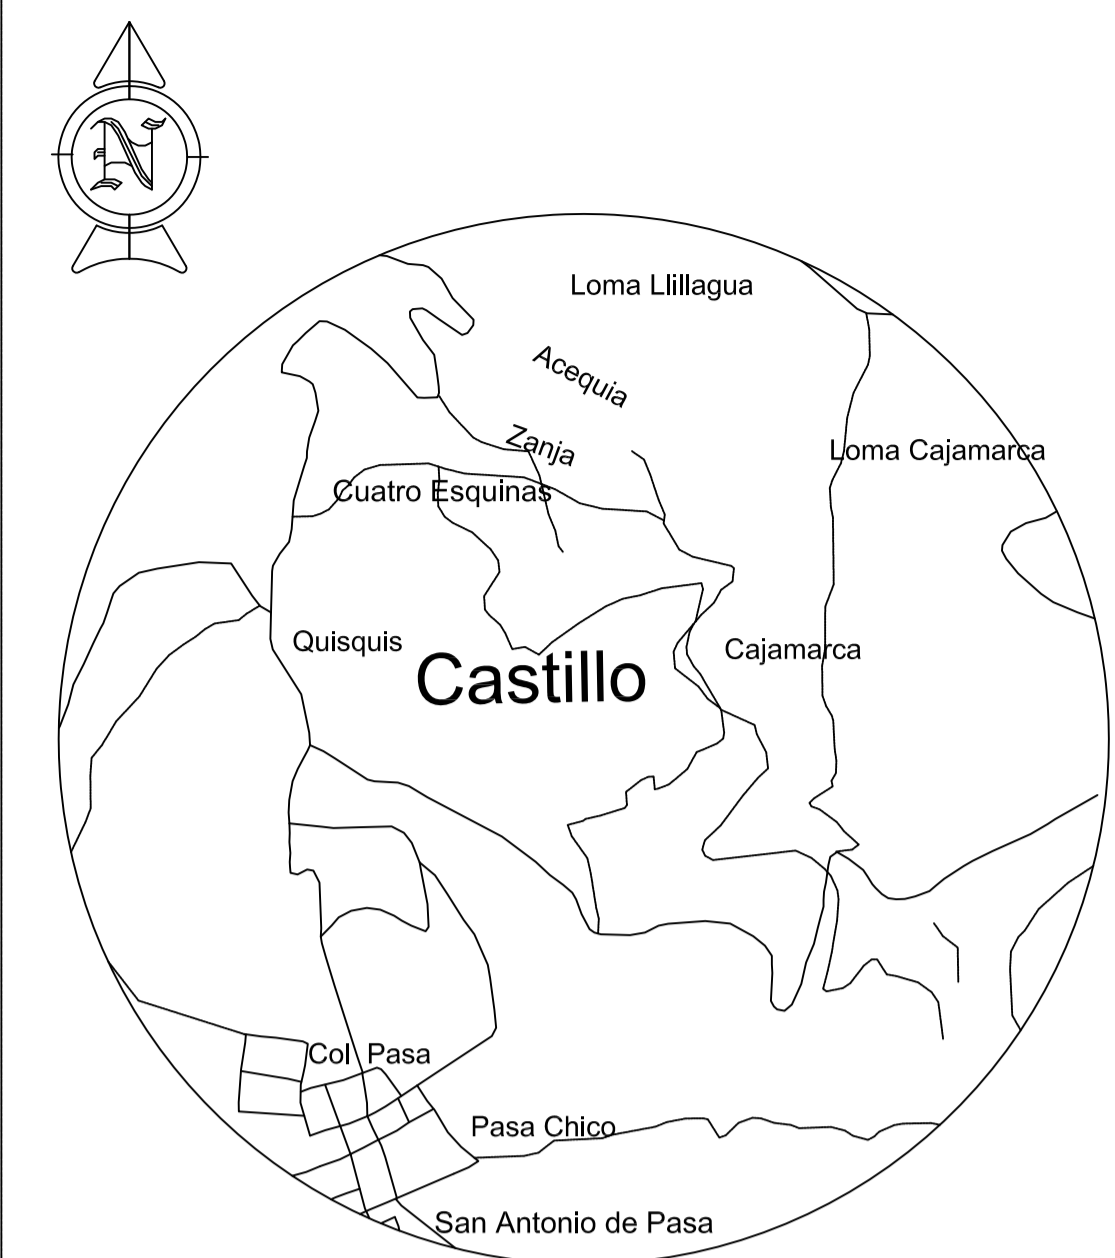 N
Loma Llillagua
Acequia
Zanja
Loma Cajamarca
Cuatro Esquinas
Quisquis
Castillo
Cajamarca
Col Pasa
Pasa Chico
San Antonio de Pasa